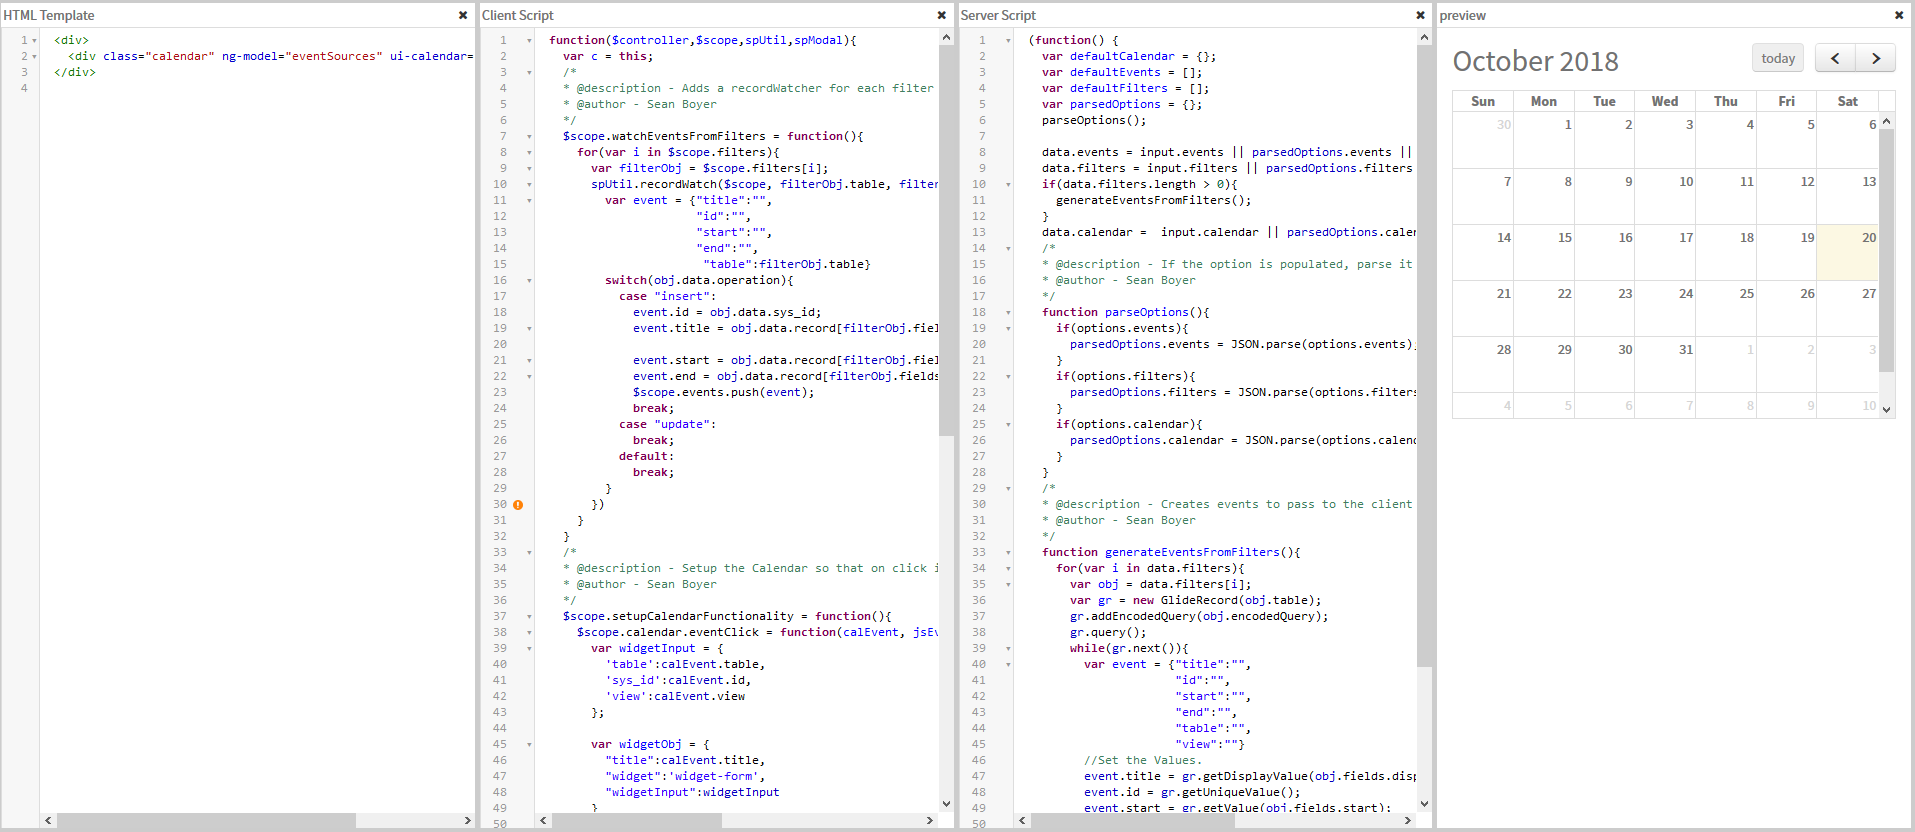 HTML Template
1 <div>
2 <div class="calendar" ng-model="eventSources" ui-calendar=
3 </div>
4
Client Script
1 function($controller,$scope,spUtil,spModal){
2 var c = this;
3 /*
4 * @description - Adds a recordWatcher for each filter
5 * @author - Sean Boyer
6 */
7 $scope.watchEventsFromFilters = function(){
8 for(var i in $scope.filters){
9 var filterObj = $scope.filters[i];
10 spUtil.recordWatch($scope, filterObj.table, filter
11 var event = {"title":"",
12 "id":"",
13 "start":"",
14 "end":"",
15 "table":filterObj.table}
16 switch(obj.data.operation){
17 case "insert":
18 event.id = obj.data.sys_id;
19 event.title = obj.data.record[filterObj.fiel
20
21 event.start = obj.data.record[filterObj.fiel
22 event.end = obj.data.record[filterObj.fields
23 $scope.events.push(event);
24 break;
25 case "update":
26 break;
27 default:
28 break;
29 }
30 })
31 }
32 }
33 /*
34 * @description - Setup the Calendar so that on click i
35 * @author - Sean Boyer
36 */
37 $scope.setupCalendarFunctionality = function(){
38 $scope.calendar.eventClick = function(calEvent, jsEv
39 var widgetInput = {
40 'table':calEvent.table,
41 'sys_id':calEvent.id,
42 'view':calEvent.view
43 };
44
45 var widgetObj = {
46 "title":calEvent.title,
47 "widget":'widget-form',
48 "widgetInput":widgetInput
49 }
50
Server Script
1 (function() {
2 var defaultCalendar = {};
3 var defaultEvents = [];
4 var defaultFilters = [];
5 var parsedOptions = {};
6 parseOptions();
7
8 data.events = input.events || parsedOptions.events ||
9 data.filters = input.filters || parsedOptions.filters
10 if(data.filters.length > 0){
11 generateEventsFromFilters();
12 }
13 data.calendar =  input.calendar || parsedOptions.calen
14 /*
15 * @description - If the option is populated, parse it
16 * @author - Sean Boyer
17 */
18 function parseOptions(){
19 if(options.events){
20 parsedOptions.events = JSON.parse(options.events);
21 }
22 if(options.filters){
23 parsedOptions.filters = JSON.parse(options.filters
24 }
25 if(options.calendar){
26 parsedOptions.calendar = JSON.parse(options.calend
27 }
28 }
29 /*
30 * @description - Creates events to pass to the client
31 * @author - Sean Boyer
32 */
33 function generateEventsFromFilters(){
34 for(var i in data.filters){
35 var obj = data.filters[i];
36 var gr = new GlideRecord(obj.table);
37 gr.addEncodedQuery(obj.encodedQuery);
38 gr.query();
39 while(gr.next()){
40 var event = {"title":"",
41 "id":"",
42 "start":"",
43 "end":"",
44 "table":"",
45 "view":""}
46 //Set the Values.
47 event.title = gr.getDisplayValue(obj.fields.disp
48 event.id = gr.getUniqueValue();
49 event.start = gr.getValue(obj.fields.start);
50
preview
October 2018
today
Sun Mon Tue Wed Thu Fri Sat
30 1 2 3 4 5 6
7 8 9 10 11 12 13
14 15 16 17 18 19 20
21 22 23 24 25 26 27
28 29 30 31 1 2 3
4 5 6 7 8 9 10